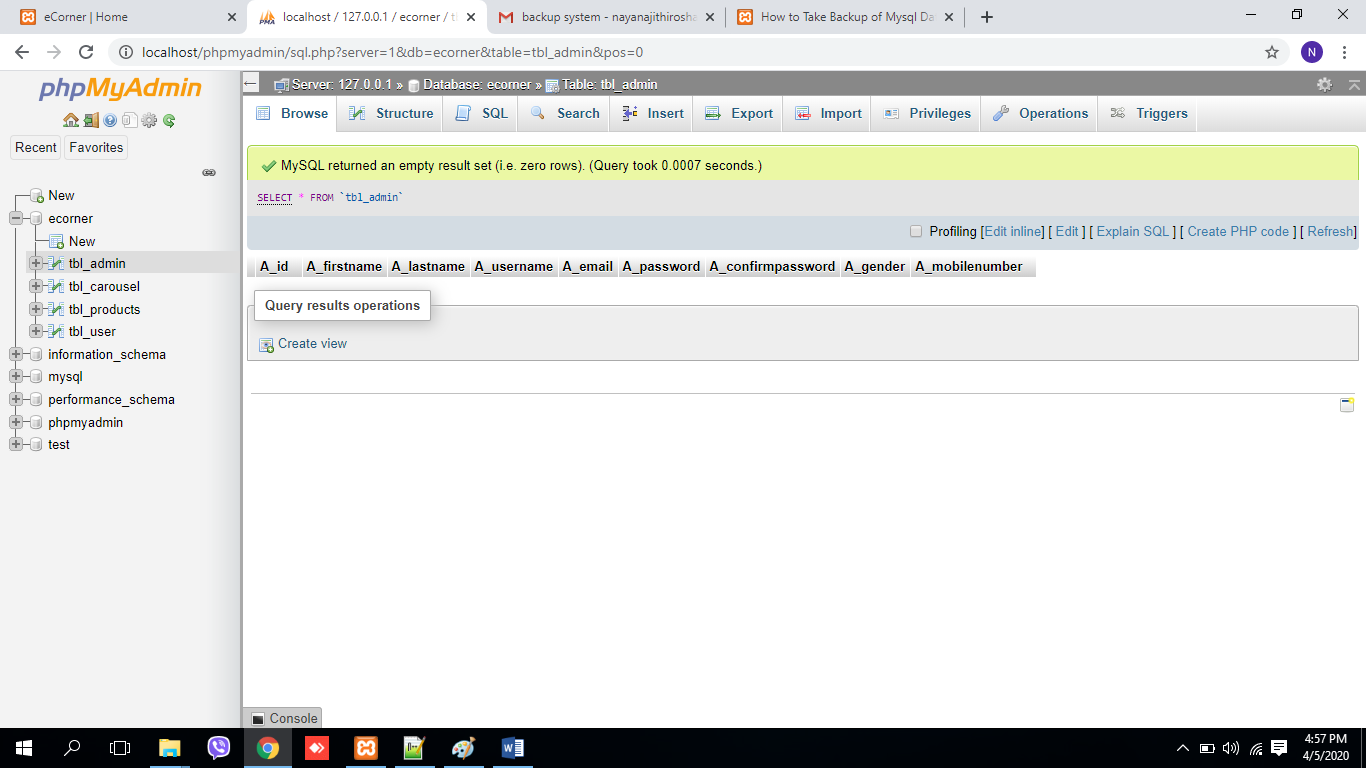 eCorner | Home
localhost / 127.0.0.1 / ecorner / t
backup system - nayanajithirosha
How to Take Backup of Mysql Da
localhost/phpmyadmin/sql.php?server=1&db=ecorner&table=tbl_admin&pos=0
N
phpMyAdmin
Recent
Favorites
New
ecorner
New
tbl_admin
tbl_carousel
tbl_products
tbl_user
information_schema
mysql
performance_schema
phpmyadmin
test
Server: 127.0.0.1 » Database: ecorner » Table: tbl_admin
Browse Structure SQL Search Insert Export Import Privileges Operations Triggers
MySQL returned an empty result set (i.e. zero rows). (Query took 0.0007 seconds.)
SELECT * FROM `tbl_admin`
Profiling [Edit inline] [ Edit ] [ Explain SQL ] [ Create PHP code ] [ Refresh]
A_id A_firstname A_lastname A_username A_email A_password A_confirmpassword A_gender A_mobilenumber
Query results operations
Create view
Console
4:57 PM
4/5/2020